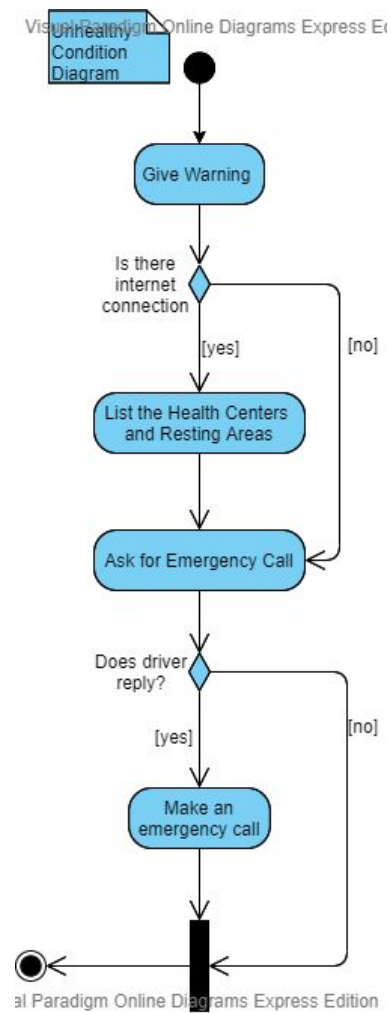 Visual Paradigm Online Diagrams Express Ed
Unhealthy
Condition
Diagram
Give Warning
Is there
internet
connection
[yes]
[no]
List the Health Centers
and Resting Areas
Ask for Emergency Call
Does driver
reply?
[no]
[yes]
Make an
emergency call
al Paradigm Online Diagrams Express Edition